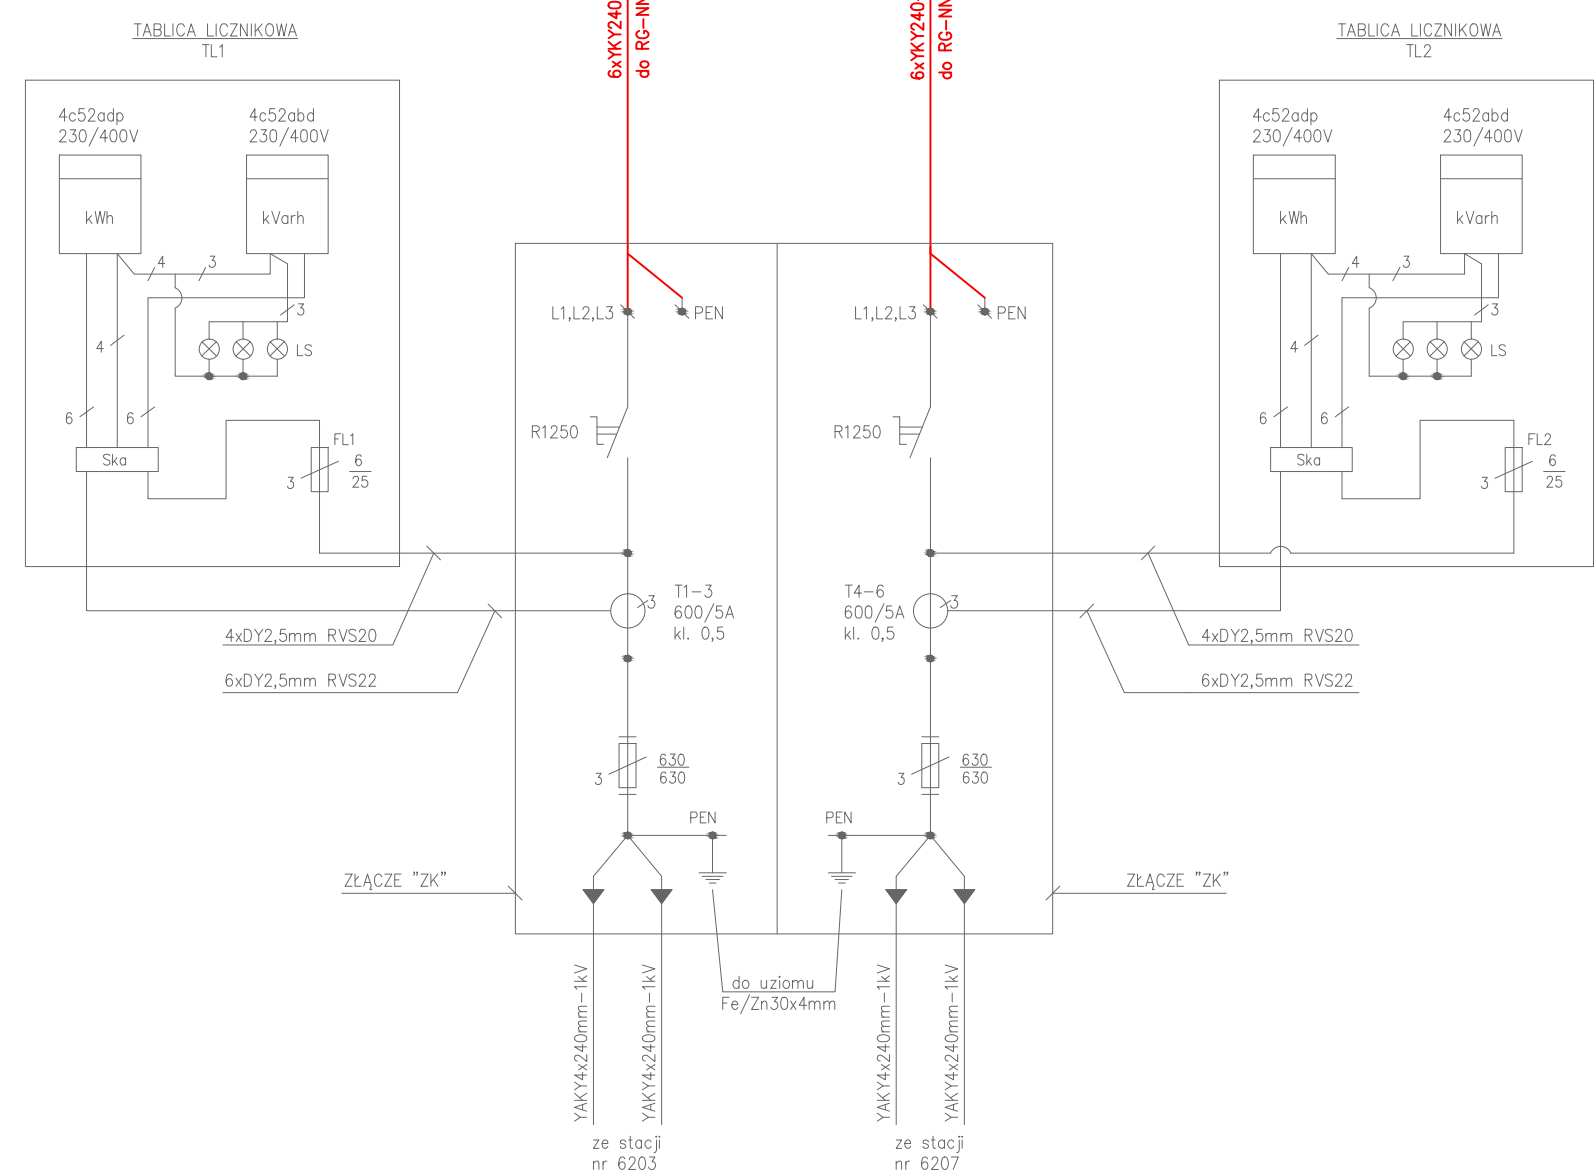 TABLICA LICZNIKOWA
TL1
4c52adp
230/400V
4c52abd
230/400V
kWh
kVarh
4
3
3
4
LS
6
6
Ska
FL1
3
6
25
6xYKY240
do RG-NN
6xYKY240
do RG-NN
TABLICA LICZNIKOWA
TL2
4c52adp
230/400V
4c52abd
230/400V
kWh
kVarh
4
3
3
4
LS
6
6
Ska
FL2
3
6
25
L1,L2,L3
PEN
L1,L2,L3
PEN
R1250
R1250
T1-3
600/5A
kl. 0,5
3
T4-6
600/5A
kl. 0,5
3
4xDY2,5mm RVS20
6xDY2,5mm RVS22
4xDY2,5mm RVS20
6xDY2,5mm RVS22
3
630
630
3
630
630
PEN
PEN
ZŁĄCZE "ZK"
ZŁĄCZE "ZK"
do uziomu
Fe/Zn30x4mm
YAKY4x240mm-1kV
YAKY4x240mm-1kV
YAKY4x240mm-1kV
YAKY4x240mm-1kV
ze stacji
nr 6203
ze stacji
nr 6207